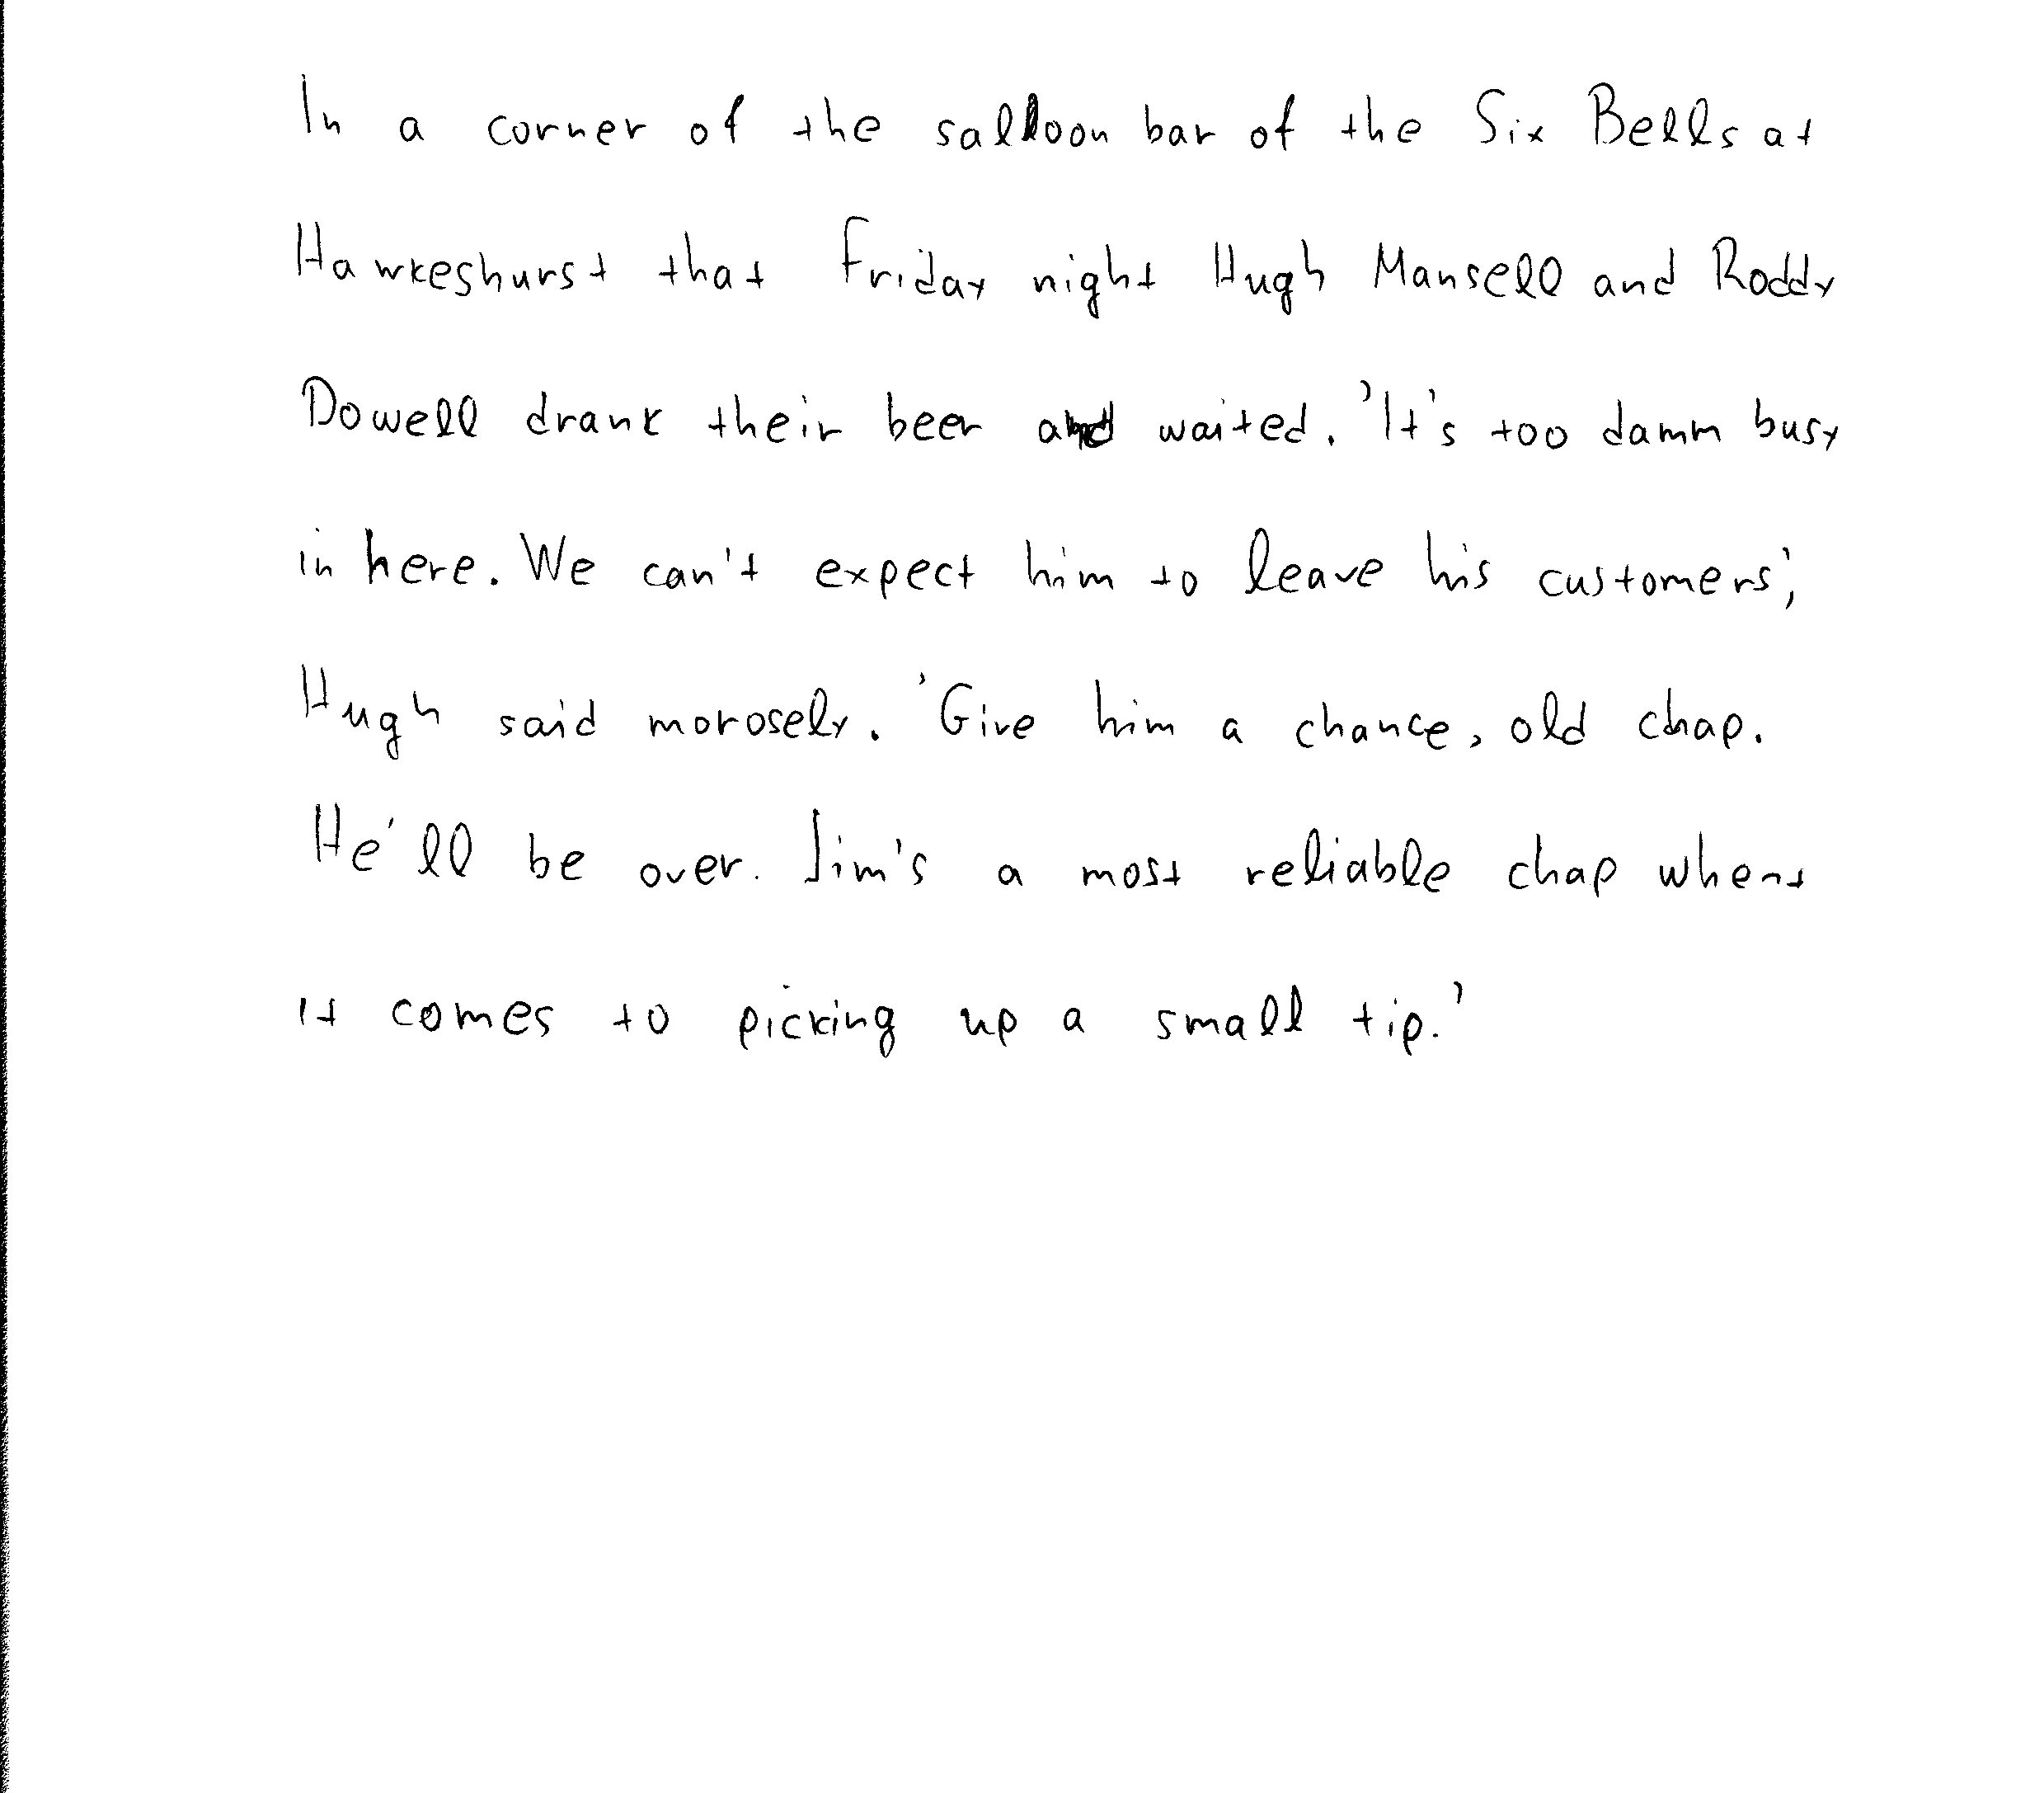 In a corner of the salloon bar of the Six Bells at
Hawkeshurst that Friday night Hugh Mansell and Roddy
Dowell drank their beer and waited. 'It's too damm busy
in here. We can't expect him to leave his customers',
Hugh said morosely. 'Give him a chance, old chap.
He'll be over. Jim's a most reliable chap whent
it comes to picking up a small tip.'